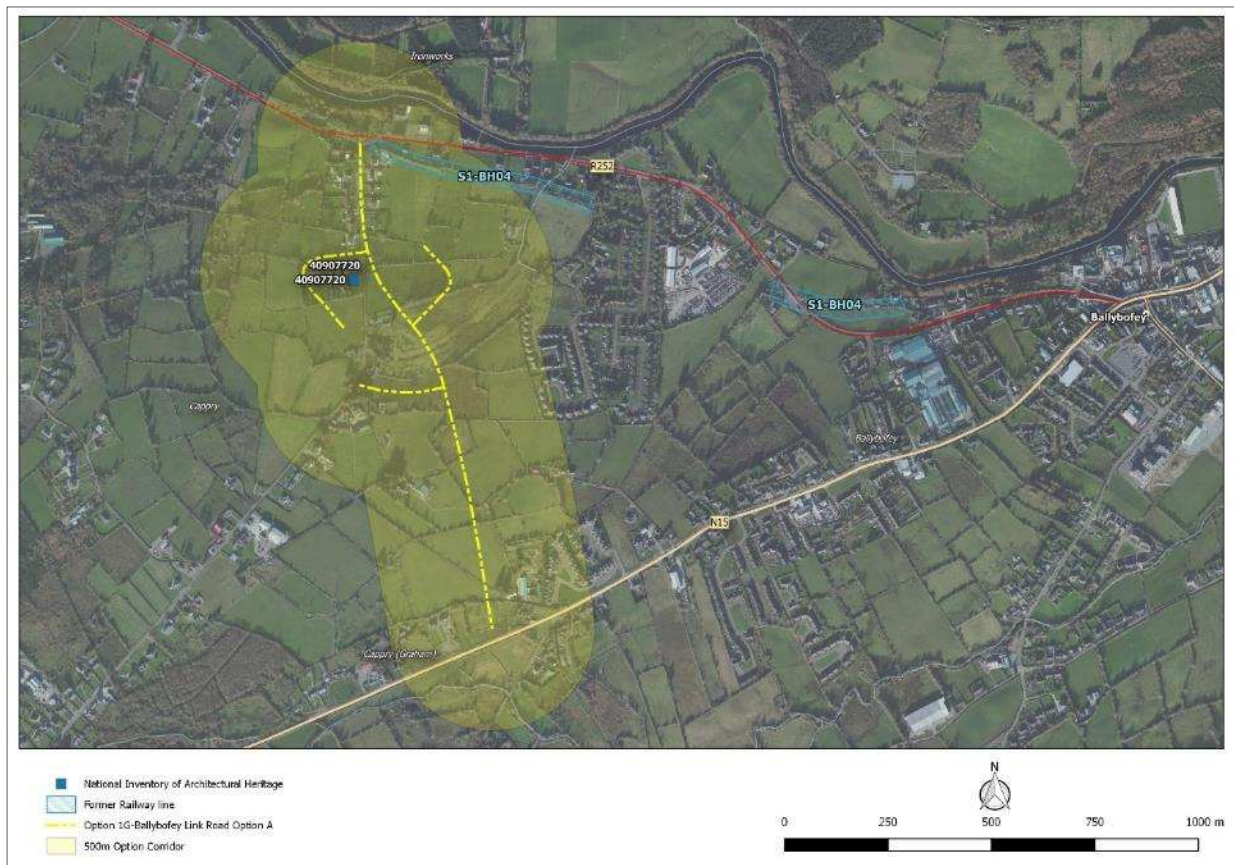 Ironworks
R252
S1-BH04
40907720
40907720
S1-BH04
Ballybofey
Cappry
Ballybofey
N15
Cappry (Graham)
National Inventory of Architectural Heritage
Former Railway line
Option 1G-Ballybofey Link Road Option A
500m Option Corridor
N
0 250 500 750 1000 m